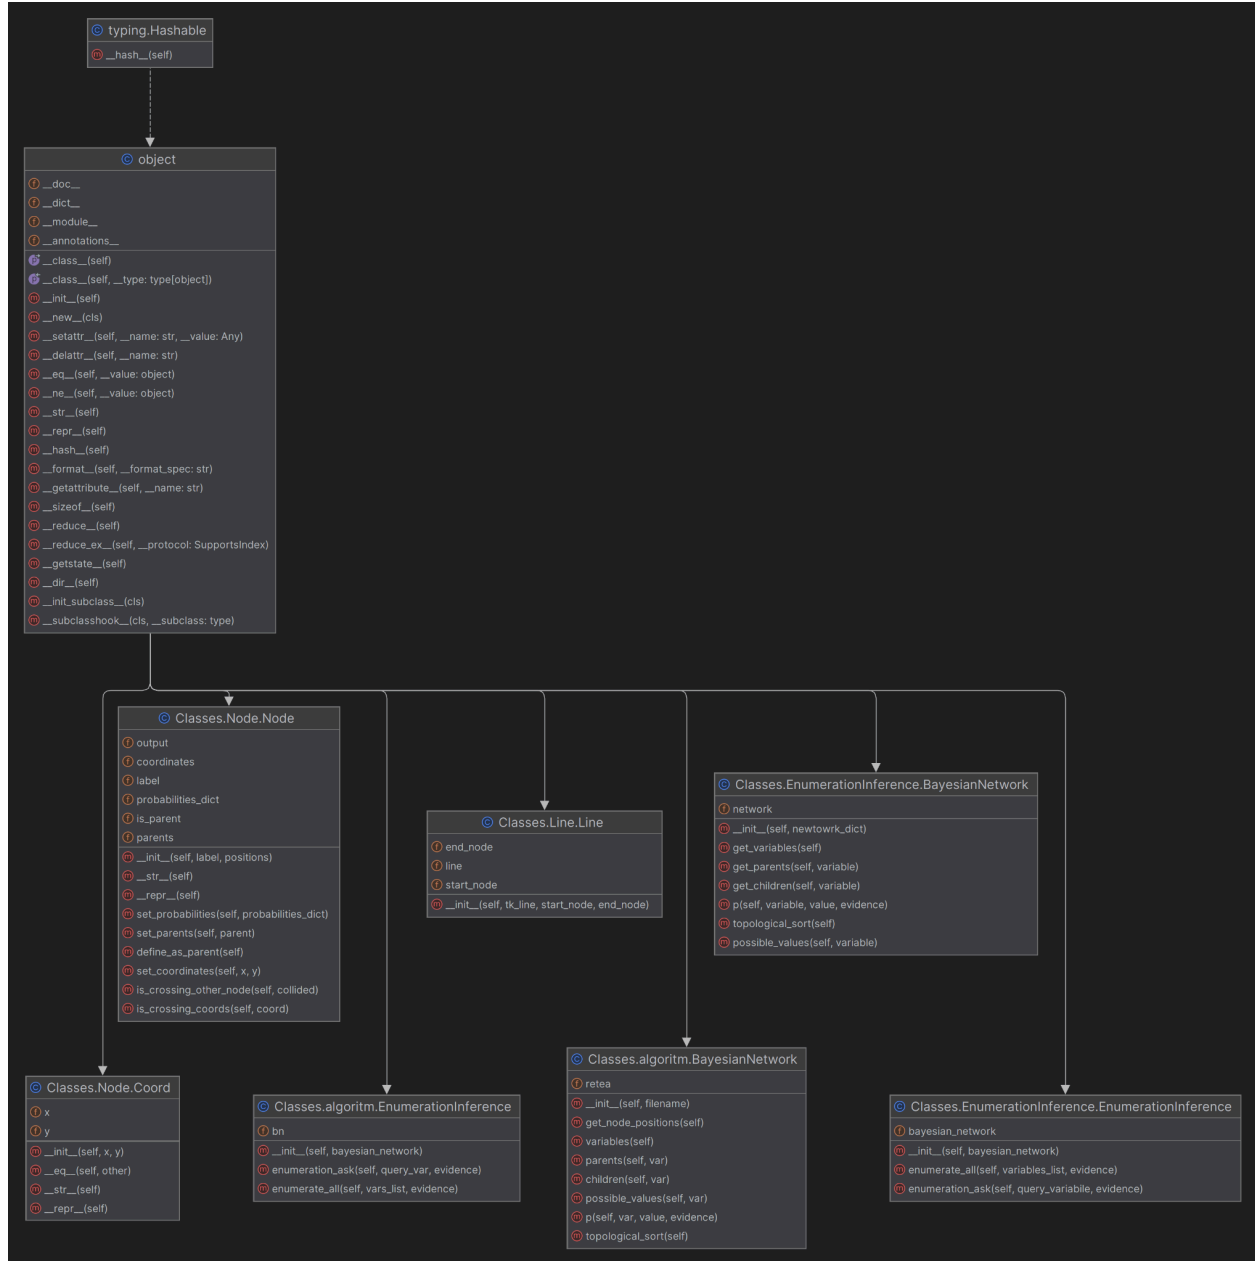 typing.Hashable
__hash__(self)
object
__doc__
__dict__
__module__
__annotations__
__class__(self)
__class__(self, __type: type[object])
__init__(self)
__new__(cls)
__setattr__(self, __name: str, __value: Any)
__delattr__(self, __name: str)
__eq__(self, __value: object)
__ne__(self, __value: object)
__str__(self)
__repr__(self)
__hash__(self)
__format__(self, __format_spec: str)
__getattribute__(self, __name: str)
__sizeof__(self)
__reduce__(self)
__reduce_ex__(self, __protocol: SupportsIndex)
__getstate__(self)
__dir__(self)
__init_subclass__(cls)
__subclasshook__(cls, __subclass: type)
Classes.Node.Node
output
coordinates
label
probabilities_dict
is_parent
parents
__init__(self, label, positions)
__str__(self)
__repr__(self)
set_probabilities(self, probabilities_dict)
set_parents(self, parent)
define_as_parent(self)
set_coordinates(self, x, y)
is_crossing_other_node(self, collided)
is_crossing_coords(self, coord)
Classes.Line.Line
end_node
line
start_node
__init__(self, tk_line, start_node, end_node)
Classes.EnumerationInference.BayesianNetwork
network
__init__(self, newtowrk_dict)
get_variables(self)
get_parents(self, variable)
get_children(self, variable)
p(self, variable, value, evidence)
topological_sort(self)
possible_values(self, variable)
Classes.Node.Coord
x
y
__init__(self, x, y)
__eq__(self, other)
__str__(self)
__repr__(self)
Classes.algoritm.EnumerationInference
bn
__init__(self, bayesian_network)
enumeration_ask(self, query_var, evidence)
enumerate_all(self, vars_list, evidence)
Classes.algoritm.BayesianNetwork
retea
__init__(self, filename)
get_node_positions(self)
variables(self)
parents(self, var)
children(self, var)
possible_values(self, var)
p(self, var, value, evidence)
topological_sort(self)
Classes.EnumerationInference.EnumerationInference
bayesian_network
__init__(self, bayesian_network)
enumerate_all(self, variables_list, evidence)
enumeration_ask(self, query_variabile, evidence)